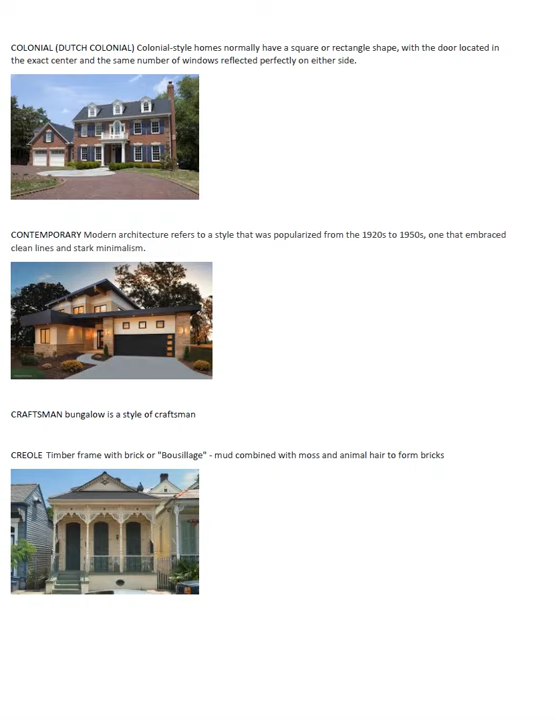 COLONIAL (DUTCH COLONIAL) Colonial-style homes normally have a square or rectangle shape, with the door located in
the exact center and the same number of windows reflected perfectly on either side.
CONTEMPORARY Modern architecture refers to a style that was popularized from the 1920s to 1950s, one that embraced
clean lines and stark minimalism.
CRAFTSMAN bungalow is a style of craftsman
CREOLE Timber frame with brick or "Bousillage" - mud combined with moss and animal hair to form bricks